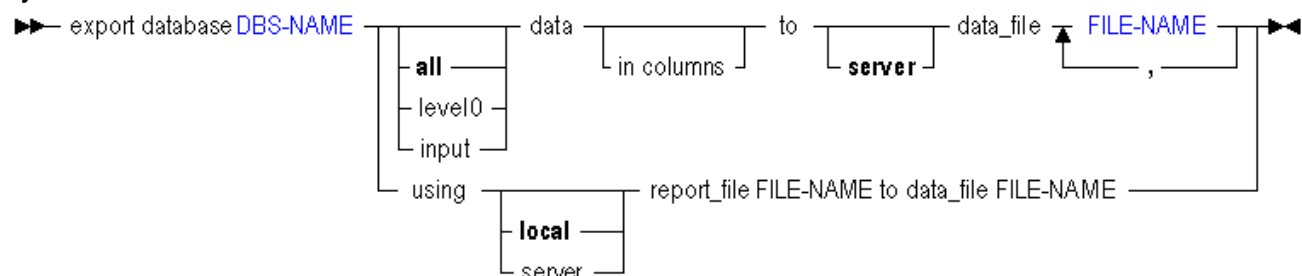 export database DBS-NAME data to data_file FILE-NAME
all in columns server ,
level0
input
using report_file FILE-NAME to data_file FILE-NAME
local
server